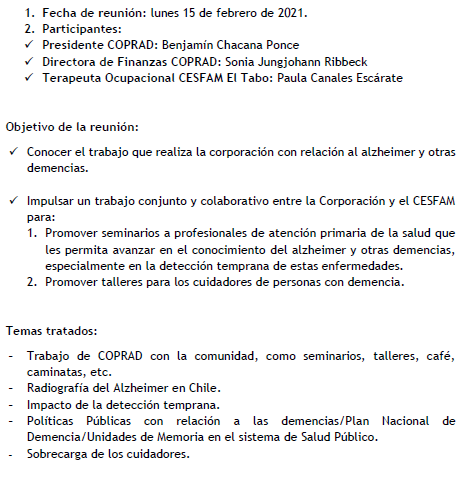 1. Fecha de reunión: lunes 15 de febrero de 2021.
2. Participantes:
✓ Presidente COPRAD: Benjamín Chacana Ponce
✓ Directora de Finanzas COPRAD: Sonia Jungjohann Ribbeck
✓ Terapeuta Ocupacional CESFAM El Tabo: Paula Canales Escárate
Objetivo de la reunión:
✓ Conocer el trabajo que realiza la corporación con relación al alzheimer y otras
demencias.
✓ Impulsar un trabajo conjunto y colaborativo entre la Corporación y el CESFAM
para:
1. Promover seminarios a profesionales de atención primaria de la salud que
les permita avanzar en el conocimiento del alzheimer y otras demencias,
especialmente en la detección temprana de estas enfermedades.
2. Promover talleres para los cuidadores de personas con demencia.
Temas tratados:
- Trabajo de COPRAD con la comunidad, como seminarios, talleres, café,
caminatas, etc.
- Radiografía del Alzheimer en Chile.
- Impacto de la detección temprana.
- Políticas Públicas con relación a las demencias/Plan Nacional de
Demencia/Unidades de Memoria en el sistema de Salud Público.
- Sobrecarga de los cuidadores.